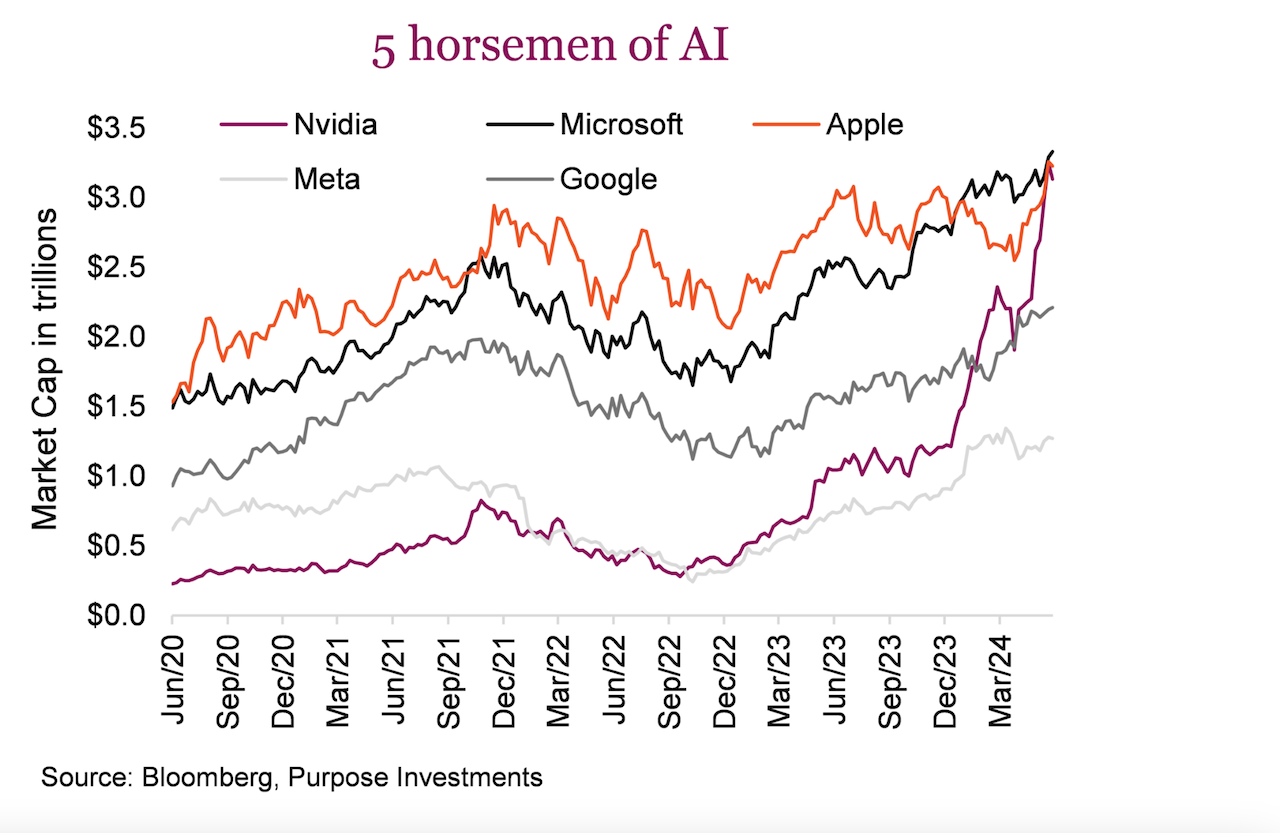 5 horsemen of AI
Nvidia Microsoft Apple
Meta Google
Market Cap in trillions
$3.5
$3.0
$2.5
$2.0
$1.5
$1.0
$0.5
$0.0
Jun/20 Sep/20 Dec/20 Mar/21 Jun/21 Sep/21 Dec/21 Mar/22 Jun/22 Sep/22 Dec/22 Mar/23 Jun/23 Sep/23 Dec/23 Mar/24
Source: Bloomberg, Purpose Investments